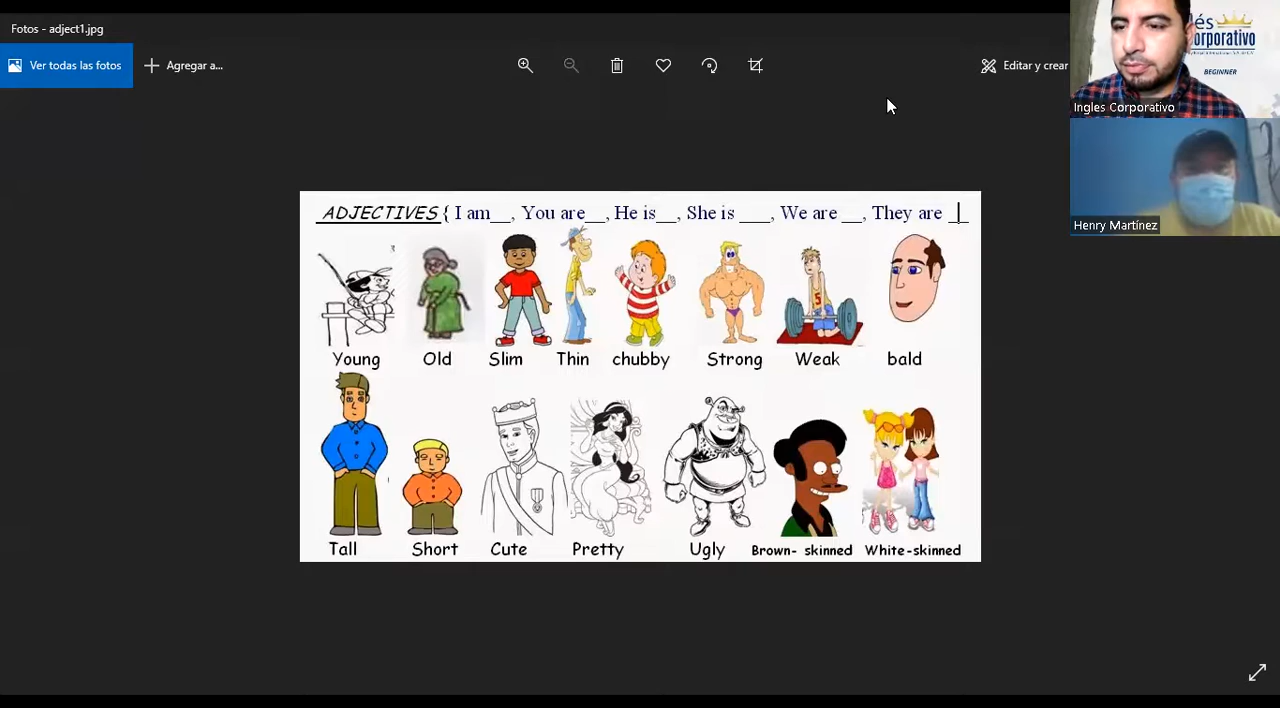 Fotos - adject1.jpg
Ver todas las fotos
Agregar a...
Editar y crear
BEGINNER
Ingles Corporativo
Henry Martínez
ADJECTIVES { I am__, You are__, He is__, She is ___, We are __, They are __
Young Old Slim Thin chubby Strong Weak bald
5
Tall Short Cute Pretty Ugly Brown- skinned White-skinned